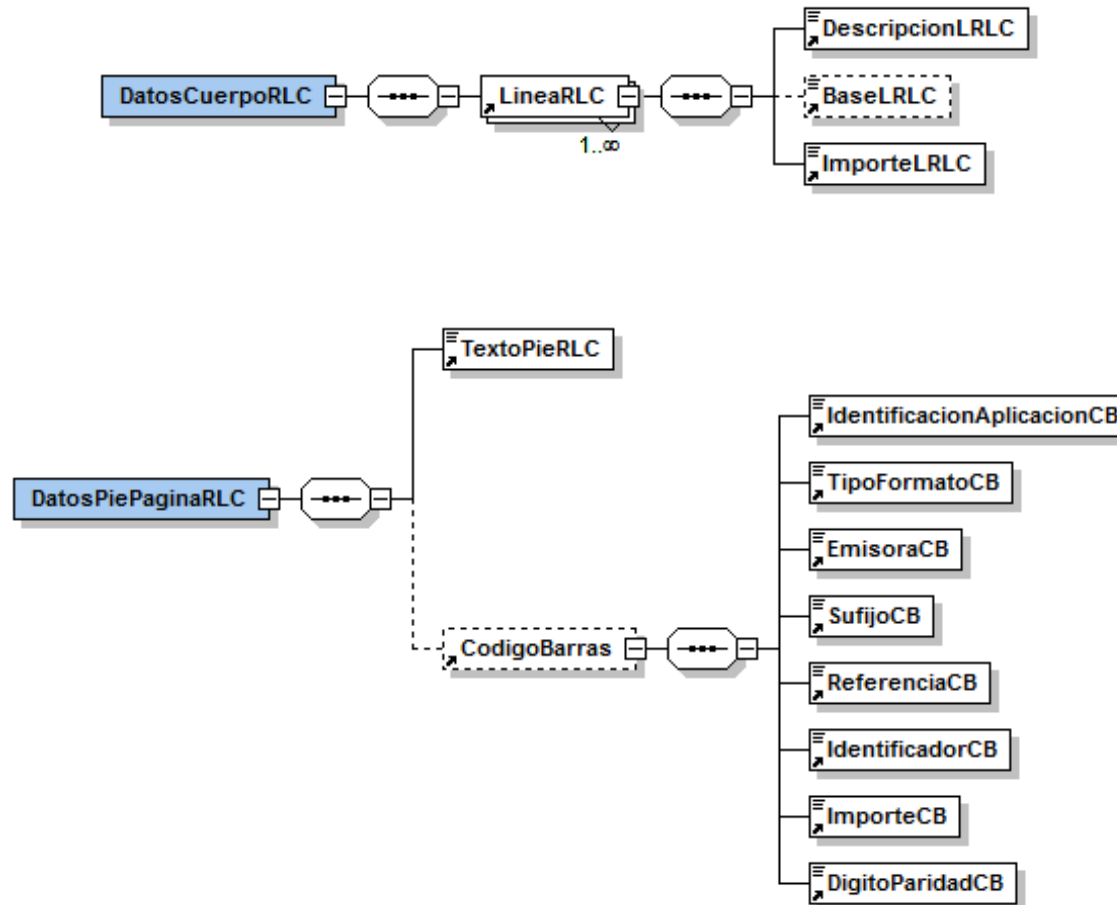 DescripcionLRLC
DatosCuerpoRLC
LineaRLC
BaseLRLC
1..∞
ImporteLRLC
TextoPieRLC
IdentificacionAplicacionCB
TipoFormatoCB
DatosPiePaginaRLC
EmisoraCB
SufijoCB
CodigoBarras
ReferenciaCB
IdentificadorCB
ImporteCB
DigitoParidadCB